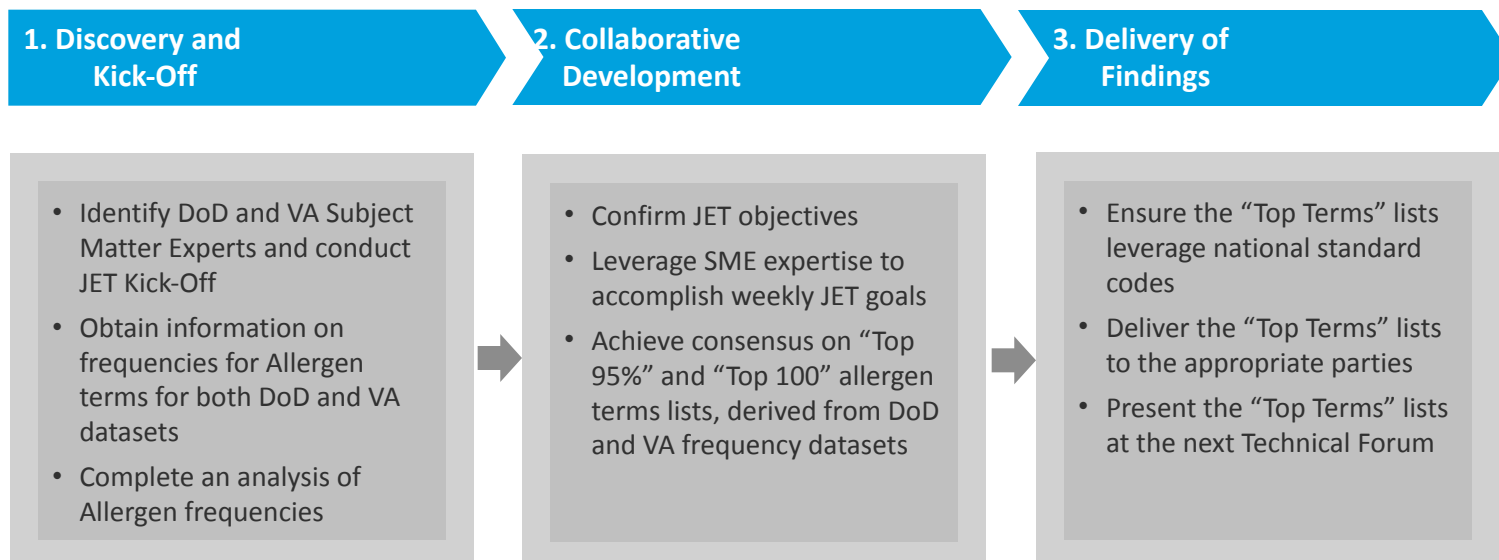 1. Discovery and
Kick-Off
2. Collaborative
Development
3. Delivery of
Findings
• Identify DoD and VA Subject
Matter Experts and conduct
JET Kick-Off
• Obtain information on
frequencies for Allergen
terms for both DoD and VA
datasets
• Complete an analysis of
Allergen frequencies
• Confirm JET objectives
• Leverage SME expertise to
accomplish weekly JET goals
• Achieve consensus on “Top
95%” and “Top 100” allergen
terms lists, derived from DoD
and VA frequency datasets
• Ensure the “Top Terms” lists
leverage national standard
codes
• Deliver the “Top Terms” lists
to the appropriate parties
• Present the “Top Terms” lists
at the next Technical Forum